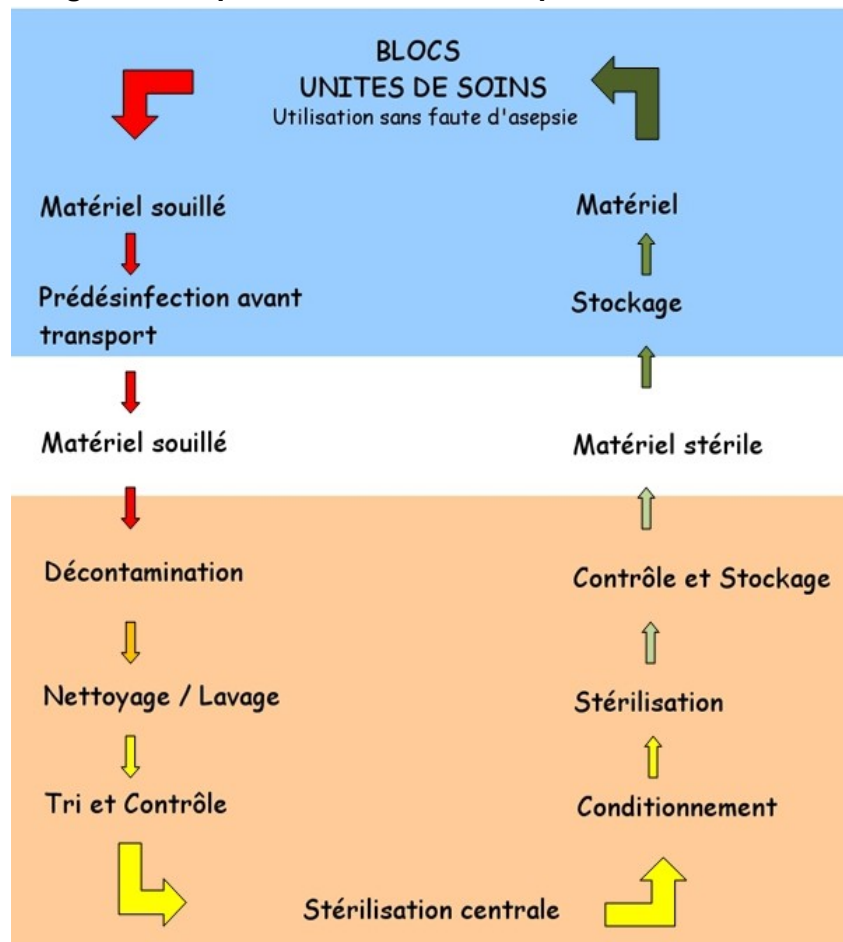 BLOCS
UNITES DE SOINS
Utilisation sans faute d'asepsie
Matériel souillé
Matériel
Prédésinfection avant
transport
Stockage
Matériel souillé
Matériel stérile
Décontamination
Contrôle et Stockage
Nettoyage / Lavage
Stérilisation
Tri et Contrôle
Conditionnement
Stérilisation centrale